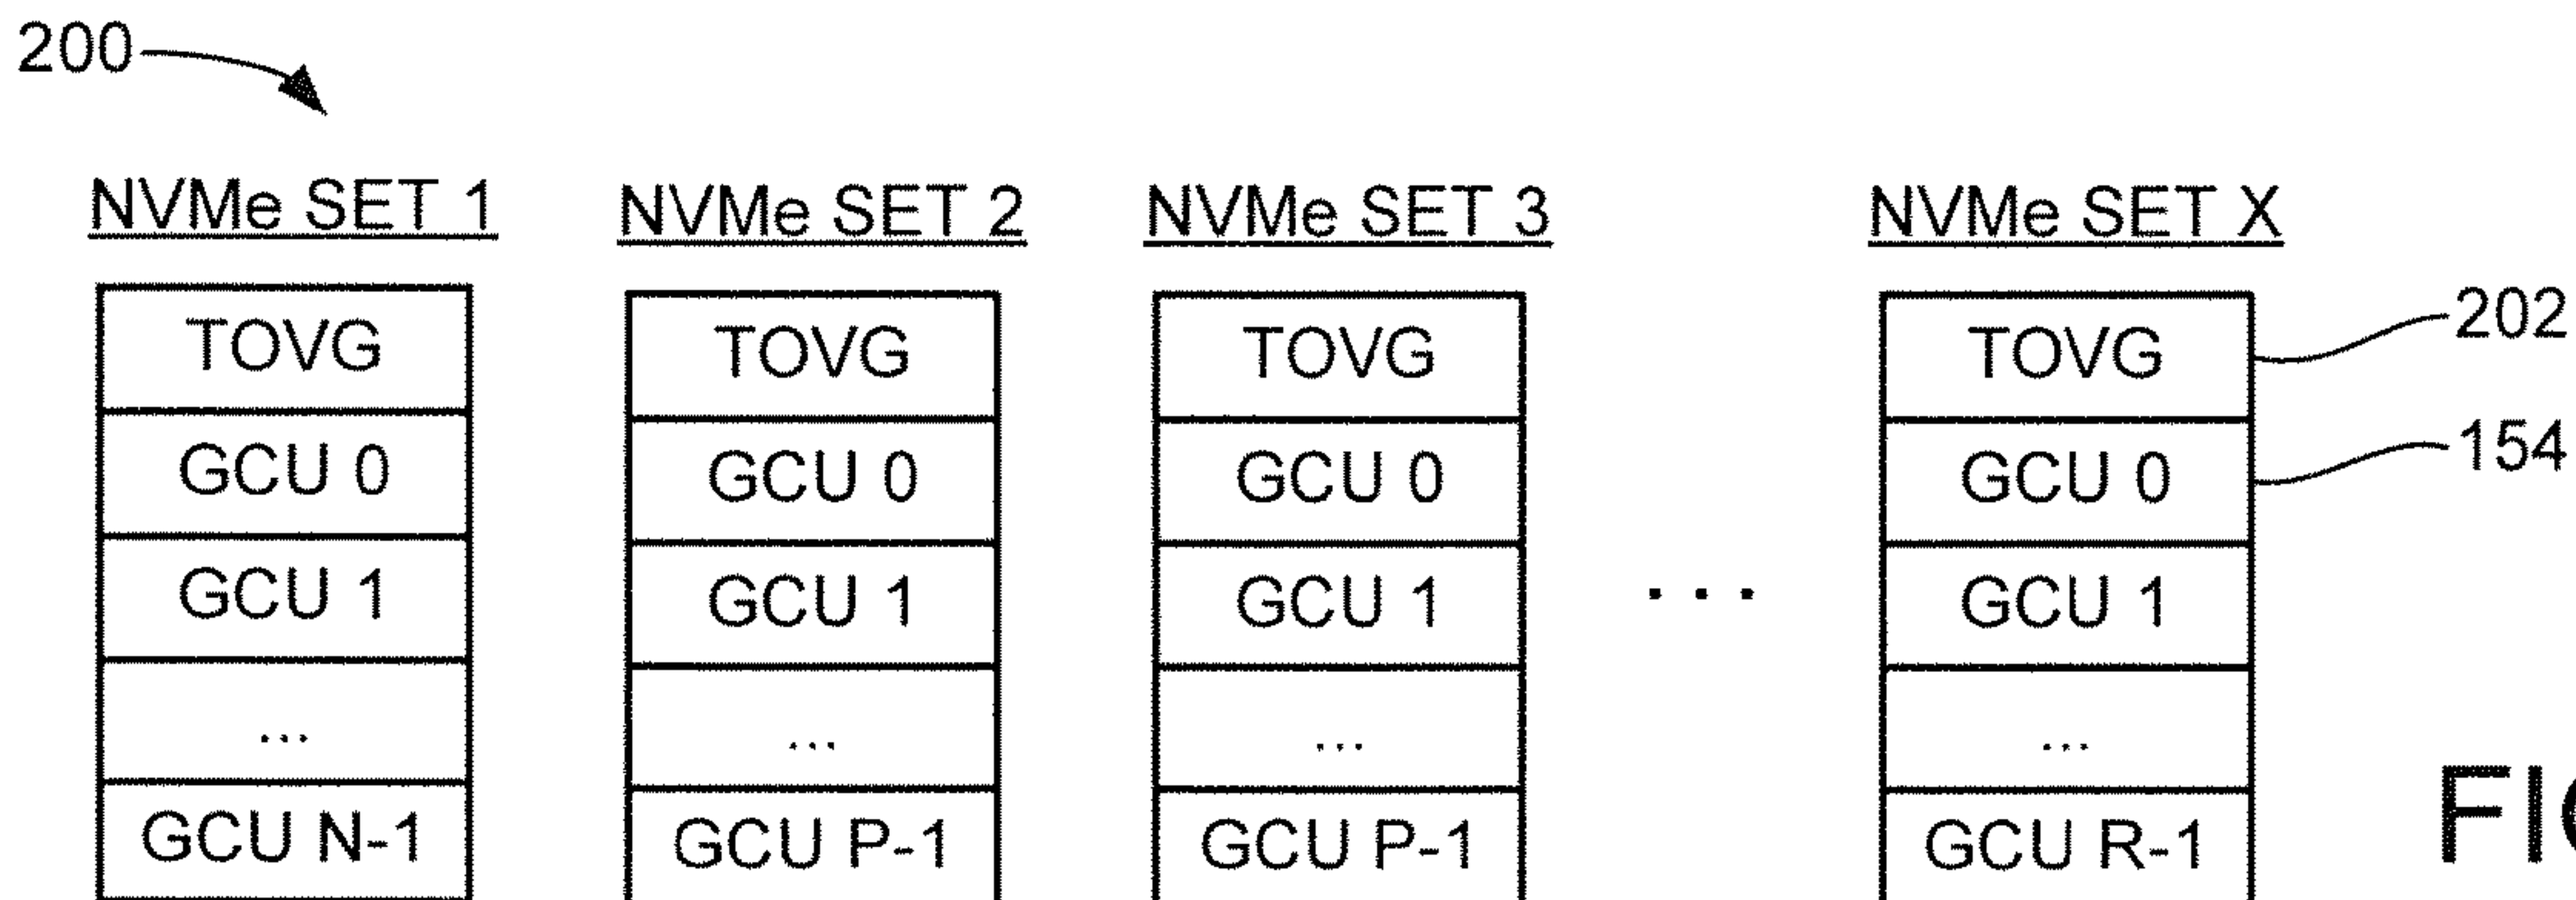 200
NVMe SET 1 NVMe SET 2 NVMe SET 3 NVMe SET X
TOVG TOVG TOVG TOVG 202
GCU 0 GCU 0 GCU 0 GCU 0 154
GCU 1 GCU 1 GCU 1 ... GCU 1
... ... ... ...
GCU N-1 GCU P-1 GCU P-1 GCU R-1